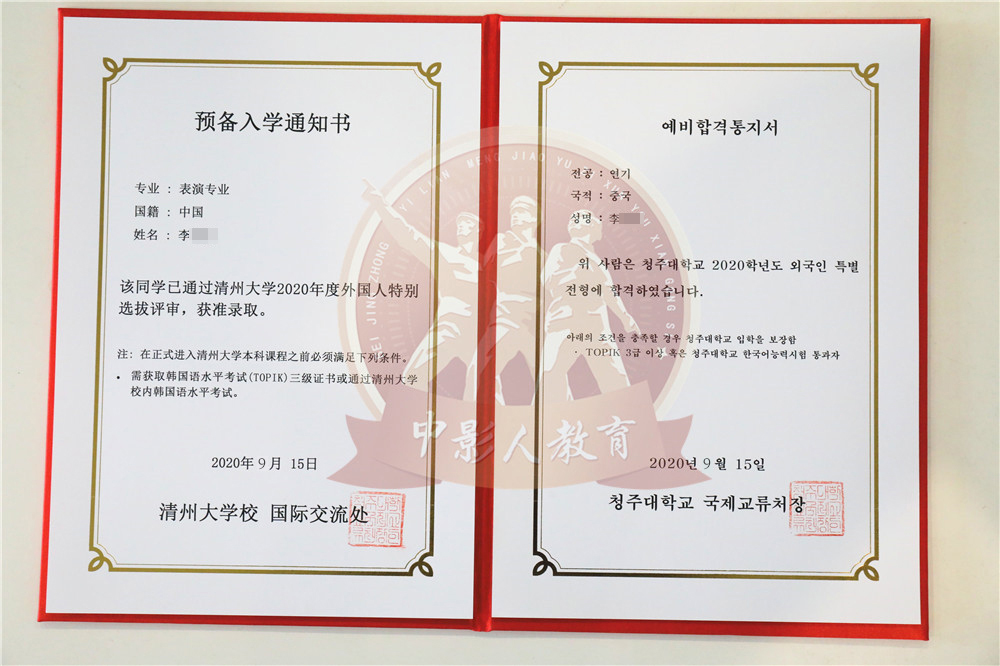 预备入学通知书
专业 : 表演专业
国籍 : 中国
姓名 : 李
该同学已通过清州大学2020年度外国人特别
选拔评审，获准录取。
注: 在正式进入清州大学本科课程之前必须满足下列条件。
• 需获取韩国语水平考试(TOPIK)三级证书或通过清州大学
校内韩国语水平考试。
2020年9月 15日
清州大学校 国际交流处
예비합격통지서
전공 : 연기
국적 : 중국
성명 : 李
위 사람은 청주대학교 2020학년도 외국인 특별
전형에 합격하였습니다.
아래의 조건을 충족할 경우 청주대학교 입학을 보장함
◦ TOPIK 3급 이상 혹은 청주대학교 한국어능력시험 통과자
2020년 9월 15일
청주대학교 국제교류처장
中影人教育